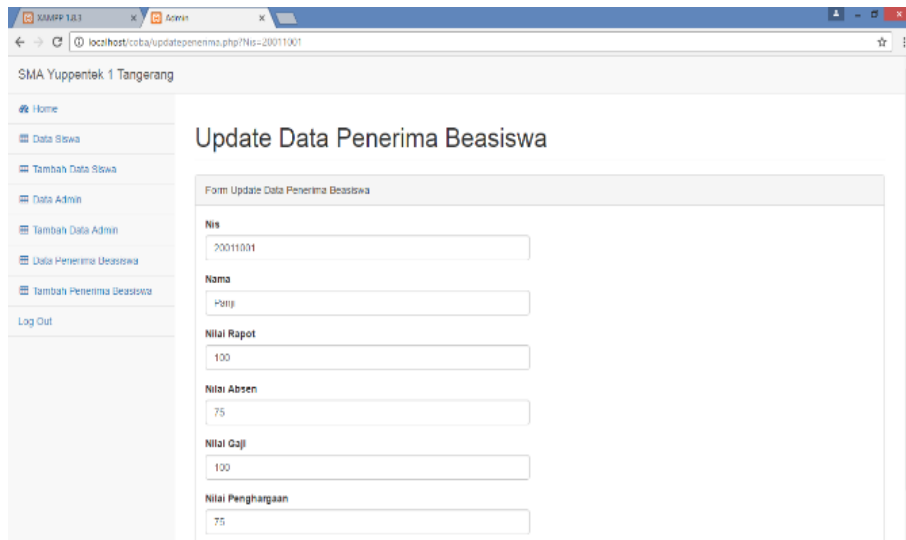 XAMPP 1.8.3
Admin
localhost/coba/updatepenerima.php?Nis=20011001
SMA Yuppentek 1 Tangerang
Home
Data Siswa
Tambah Data Siswa
Data Admin
Tambah Data Admin
Data Penerima Beasiswa
Tambah Penerima Beasiswa
Log Out
Update Data Penerima Beasiswa
Form Update Data Penerima Beasiswa
Nis
20011001
Nama
Panji
Nilai Rapot
100
Nilai Absen
75
Nilai Gaji
100
Nilai Penghargaan
75